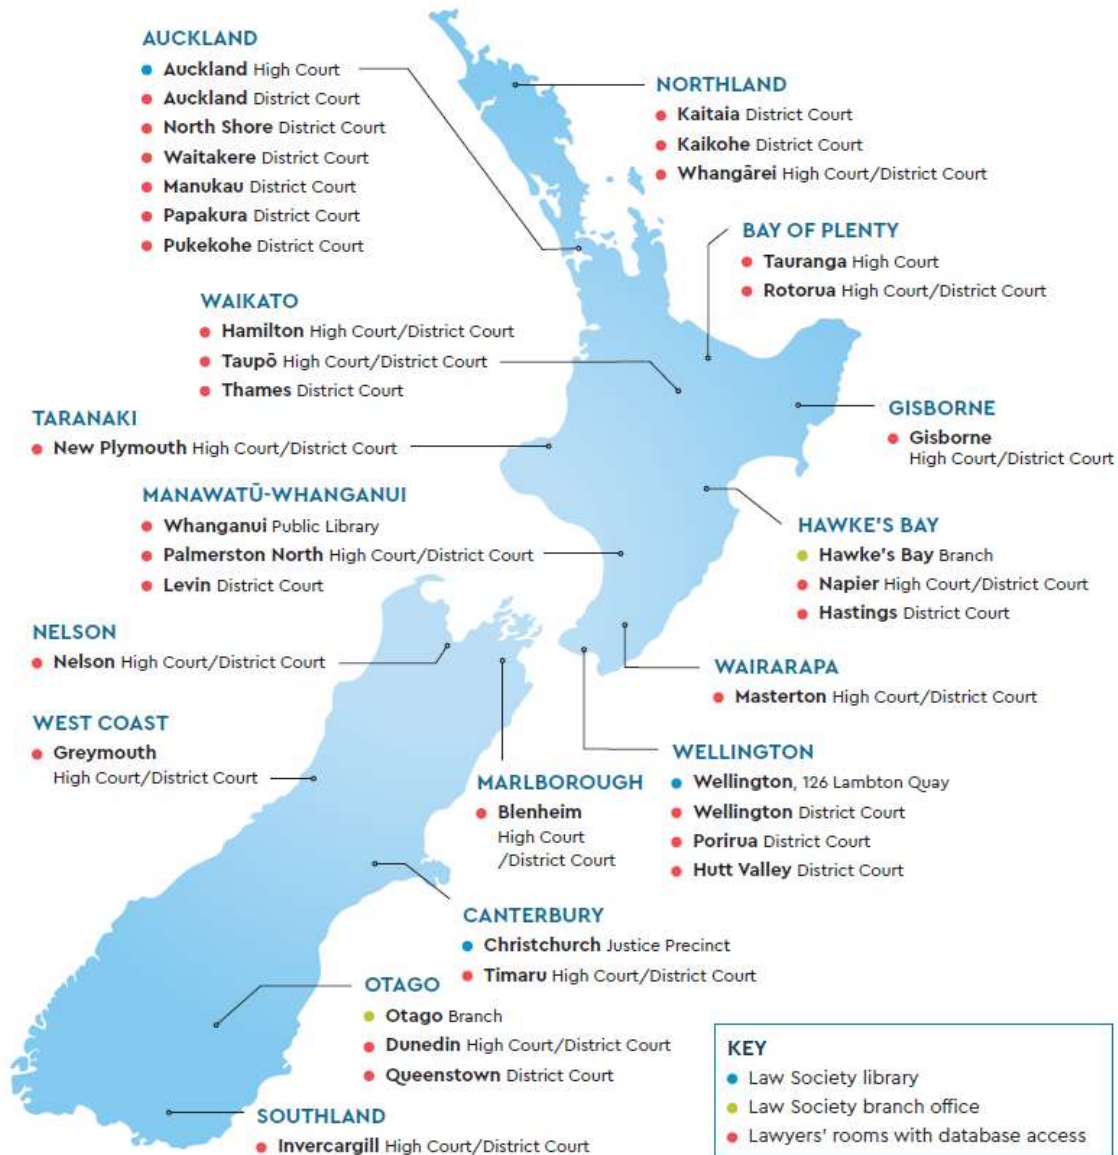 AUCKLAND
Auckland High Court
Auckland District Court
North Shore District Court
Waitakere District Court
Manukau District Court
Papakura District Court
Pukekohe District Court
NORTHLAND
Kaitaia District Court
Kaikohe District Court
Whangārei High Court/District Court
BAY OF PLENTY
Tauranga High Court
Rotorua High Court/District Court
WAIKATO
Hamilton High Court/District Court
Taupō High Court/District Court
Thames District Court
TARANAKI
New Plymouth High Court/District Court
GISBORNE
Gisborne
High Court/District Court
MANAWATŪ-WHANGANUI
Whanganui Public Library
Palmerston North High Court/District Court
Levin District Court
HAWKE'S BAY
Hawke's Bay Branch
Napier High Court/District Court
Hastings District Court
NELSON
Nelson High Court/District Court
WAIRARAPA
Masterton High Court/District Court
WEST COAST
Greymouth
High Court/District Court
MARLBOROUGH
Blenheim
High Court
/District Court
WELLINGTON
Wellington, 126 Lambton Quay
Wellington District Court
Porirua District Court
Hutt Valley District Court
CANTERBURY
Christchurch Justice Precinct
Timaru High Court/District Court
OTAGO
Otago Branch
Dunedin High Court/District Court
Queenstown District Court
SOUTHLAND
Invercargill High Court/District Court
KEY
Law Society library
Law Society branch office
Lawyers' rooms with database access